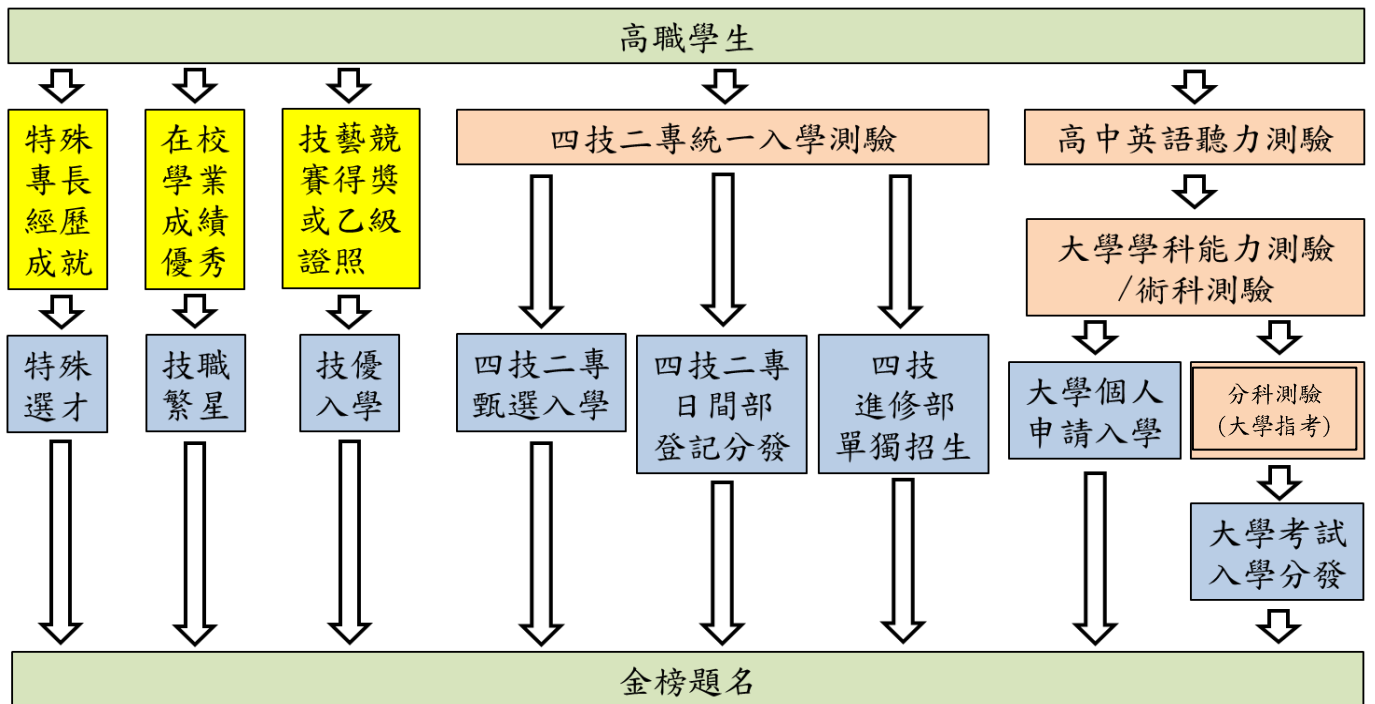 高職學生
特殊
專長
經歷
成就
在校
學業
成績
優秀
技藝競
賽得獎
或乙級
證照
四技二專統一入學測驗
高中英語聽力測驗
大學學科能力測驗
/術科測驗
特殊
選才
技職
繁星
技優
入學
四技二專
甄選入學
四技二專
日間部
登記分發
四技
進修部
單獨招生
大學個人
申請入學
分科測驗
(大學指考)
大學考試
入學分發
金榜題名